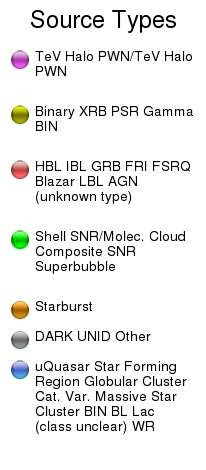 Source Types
TeV Halo PWN/TeV Halo
PWN
Binary XRB PSR Gamma
BIN
HBL IBL GRB FRI FSRQ
Blazar LBL AGN
(unknown type)
Shell SNR/Molec. Cloud
Composite SNR
Superbubble
Starburst
DARK UNID Other
uQuasar Star Forming
Region Globular Cluster
Cat. Var. Massive Star
Cluster BIN BL Lac
(class unclear) WR